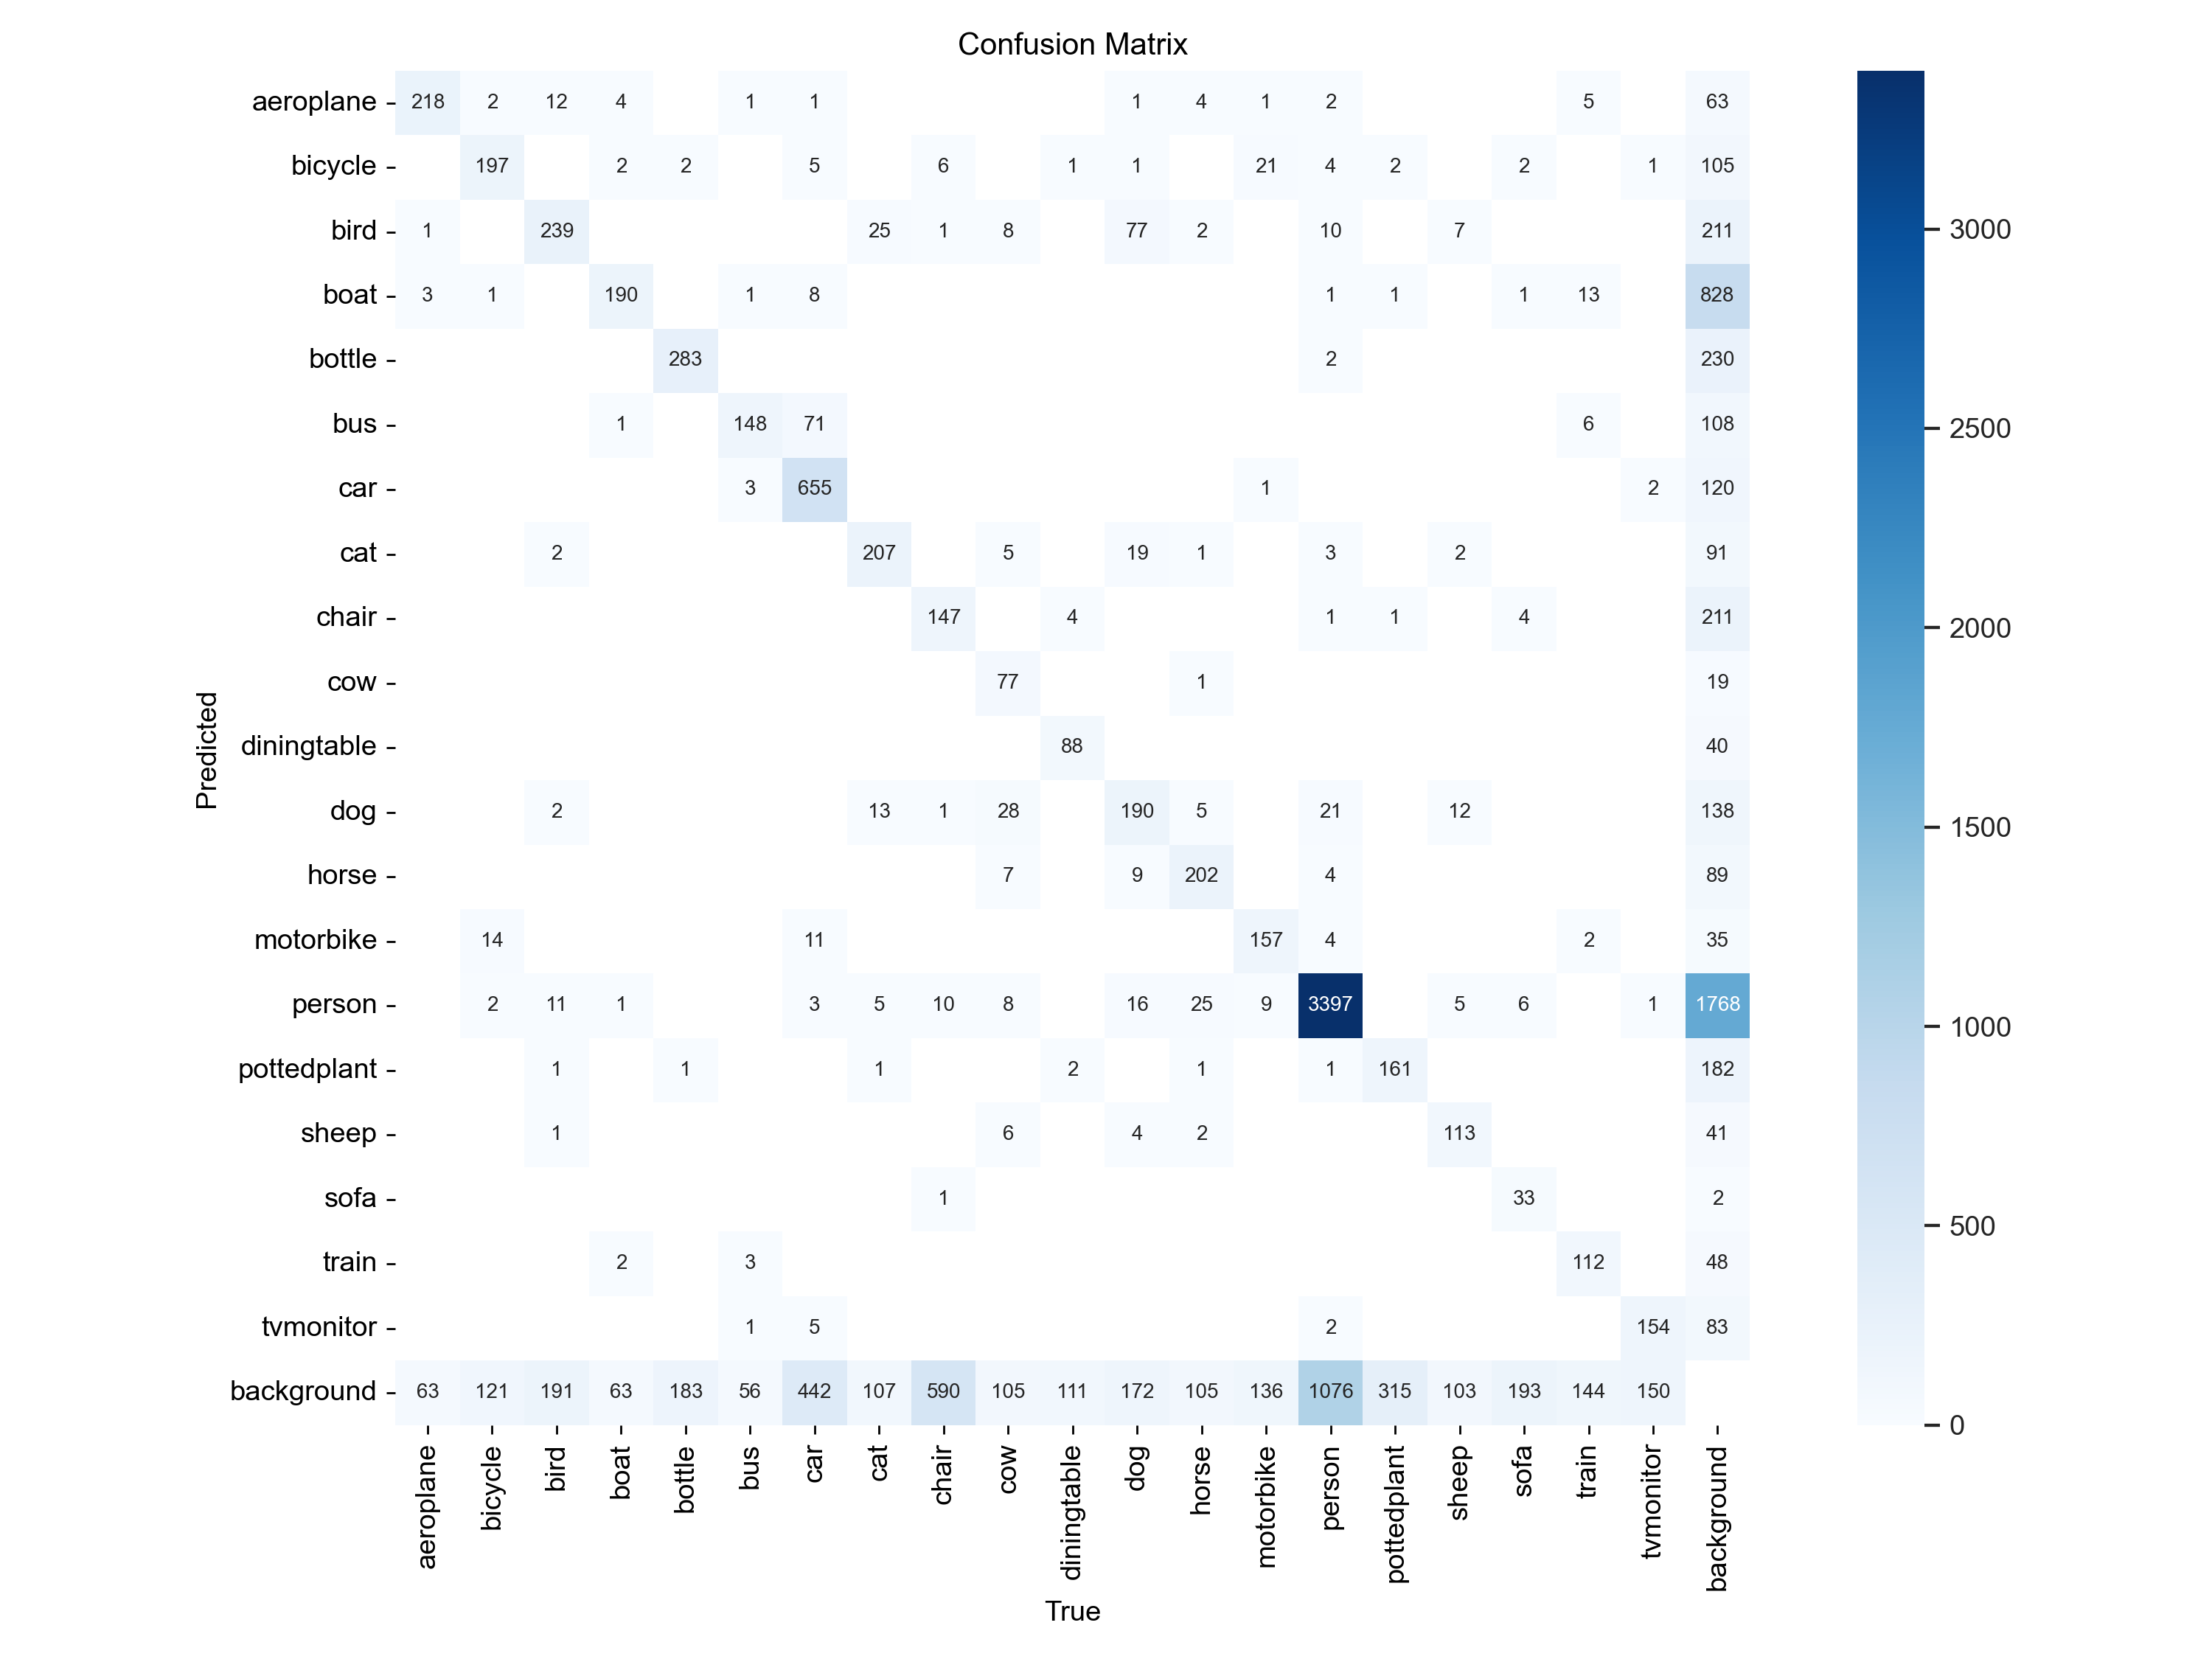 Confusion Matrix
aeroplane 218 2 12 4 1 1 1 4 1 2 5 63
bicycle 197 2 2 5 6 1 1 21 4 2 2 1 105
bird 1 239 25 1 8 77 2 10 7 211
boat 3 1 190 1 8 1 1 1 13 828
bottle 283 2 230
bus 1 148 71 6 108
car 3 655 1 2 120
cat 2 207 5 19 1 3 2 91
chair 147 4 1 1 4 211
cow 77 1 19
diningtable 88 40
dog 2 13 1 28 190 5 21 12 138
horse 7 9 202 4 89
motorbike 14 11 157 4 2 35
person 2 11 1 3 5 10 8 16 25 9 3397 5 6 1 1768
pottedplant 1 1 1 2 1 1 161 182
sheep 1 6 4 2 113 41
sofa 1 33 2
train 2 3 112 48
tvmonitor 1 5 2 154 83
background 63 121 191 63 183 56 442 107 590 105 111 172 105 136 1076 315 103 193 144 150
aeroplane bicycle bird boat bottle bus car cat chair cow diningtable dog horse motorbike person pottedplant sheep sofa train tvmonitor background
True
Predicted
3000
2500
2000
1500
1000
500
0